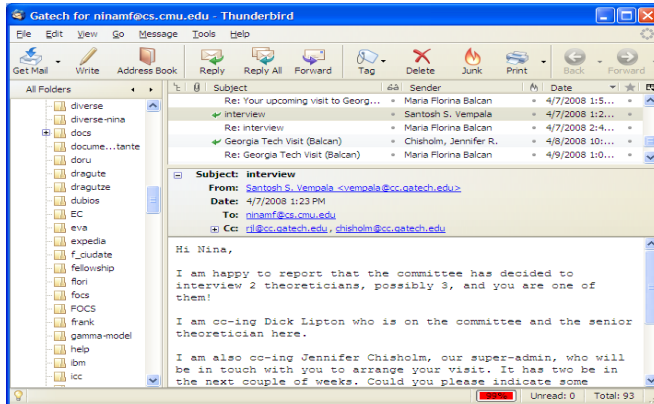 Gatech for ninamf@cs.cmu.edu - Thunderbird
File Edit View Go Message Tools Help
Get Mail Write Address Book Reply Reply All Forward Tag Delete Junk Print Back Forward
All Folders Subject Sender Date
diverse
diverse-nina
docs
docume...tante
doru
dragute
dragutze
dubios
EC
eva
expedia
f_ciudate
fellowship
flori
focs
FOCS
frank
gamma-model
help
ibm
icc
Re: Your upcoming visit to Georg... Maria Florina Balcan 4/7/2008 1:5...
interview Santosh S. Vempala 4/7/2008 1:2...
Re: interview Maria Florina Balcan 4/7/2008 2:4...
Georgia Tech Visit (Balcan) Chisholm, Jennifer R. 4/8/2008 10:...
Re: Georgia Tech Visit (Balcan) Maria Florina Balcan 4/9/2008 1:0...
Subject: interview
From: Santosh S. Vempala <vempala@cc.gatech.edu>
Date: 4/7/2008 1:23 PM
To: ninamf@cs.cmu.edu
Cc: rjl@cc.gatech.edu , chisholm@cc.gatech.edu
Hi Nina,
I am happy to report that the committee has decided to
interview 2 theoreticians, possibly 3, and you are one of
them!
I am cc-ing Dick Lipton who is on the committee and the senior
theoretician here.
I am also cc-ing Jennifer Chisholm, our super-admin, who will
be in touch with you to arrange your visit. It has two be in
the next couple of weeks. Could you please indicate some
99% Unread: 0 Total: 93